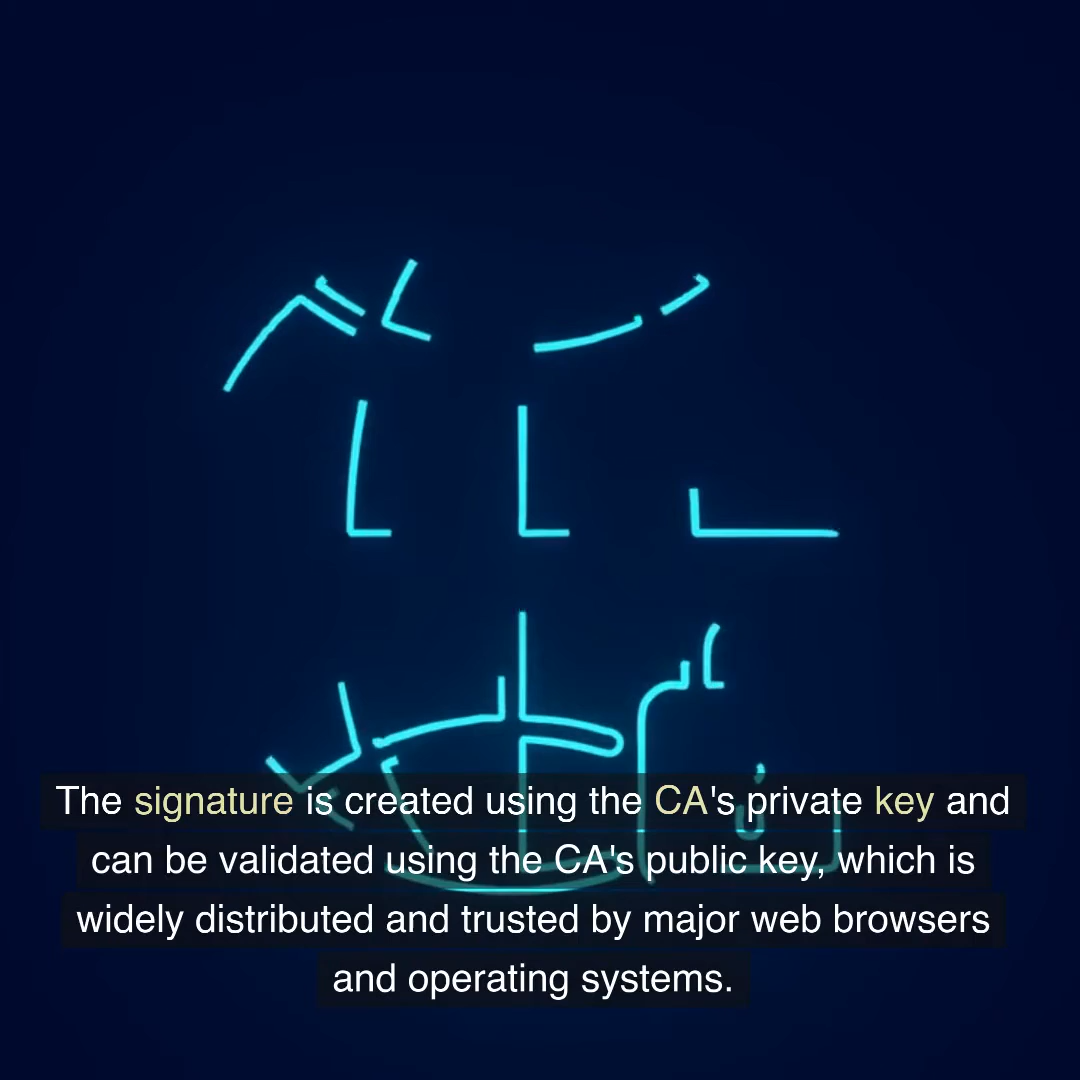 The signature is created using the CA's private key and
can be validated using the CA's public key, which is
widely distributed and trusted by major web browsers
and operating systems.